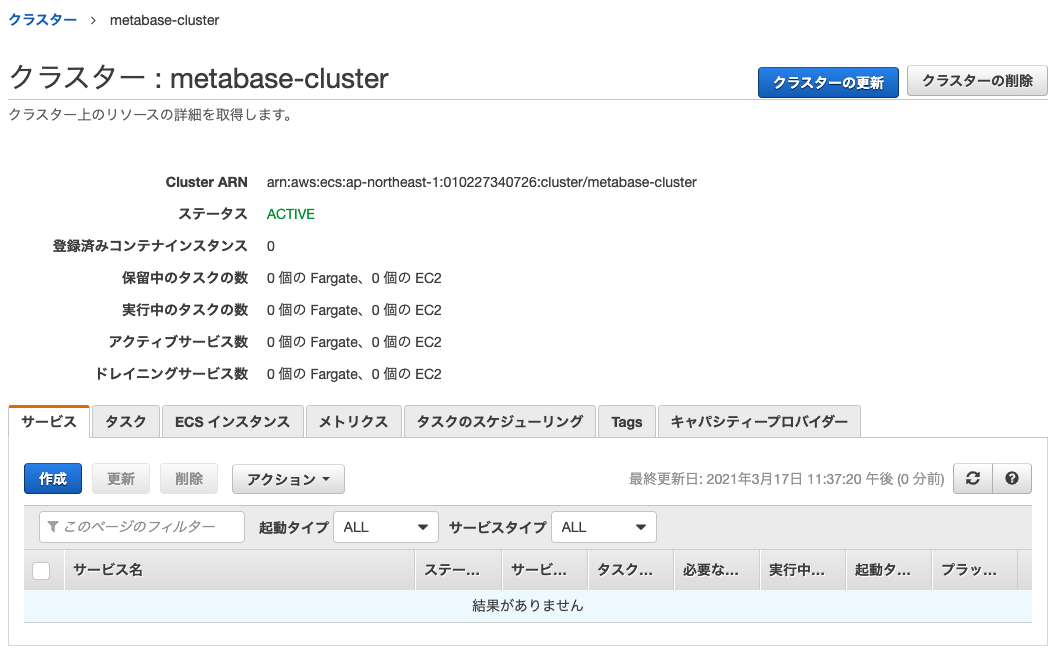 クラスター > metabase-cluster
クラスター : metabase-cluster
クラスターの更新 クラスターの削除
クラスター上のリソースの詳細を取得します。
Cluster ARN arn:aws:ecs:ap-northeast-1:010227340726:cluster/metabase-cluster
ステータス ACTIVE
登録済みコンテナインスタンス 0
保留中のタスクの数 0 個の Fargate、0 個の EC2
実行中のタスクの数 0 個の Fargate、0 個の EC2
アクティブサービス数 0 個の Fargate、0 個の EC2
ドレイニングサービス数 0 個の Fargate、0 個の EC2
サービス タスク ECS インスタンス メトリクス タスクのスケジューリング Tags キャパシティープロバイダー
作成 更新 削除 アクション 最終更新日: 2021年3月17日 11:37:20 午後 (0 分前)
このページのフィルター 起動タイプ ALL サービスタイプ ALL
サービス名 ステー... サービ... タスク... 必要な... 実行中... 起動タ... プラッ...
結果がありません